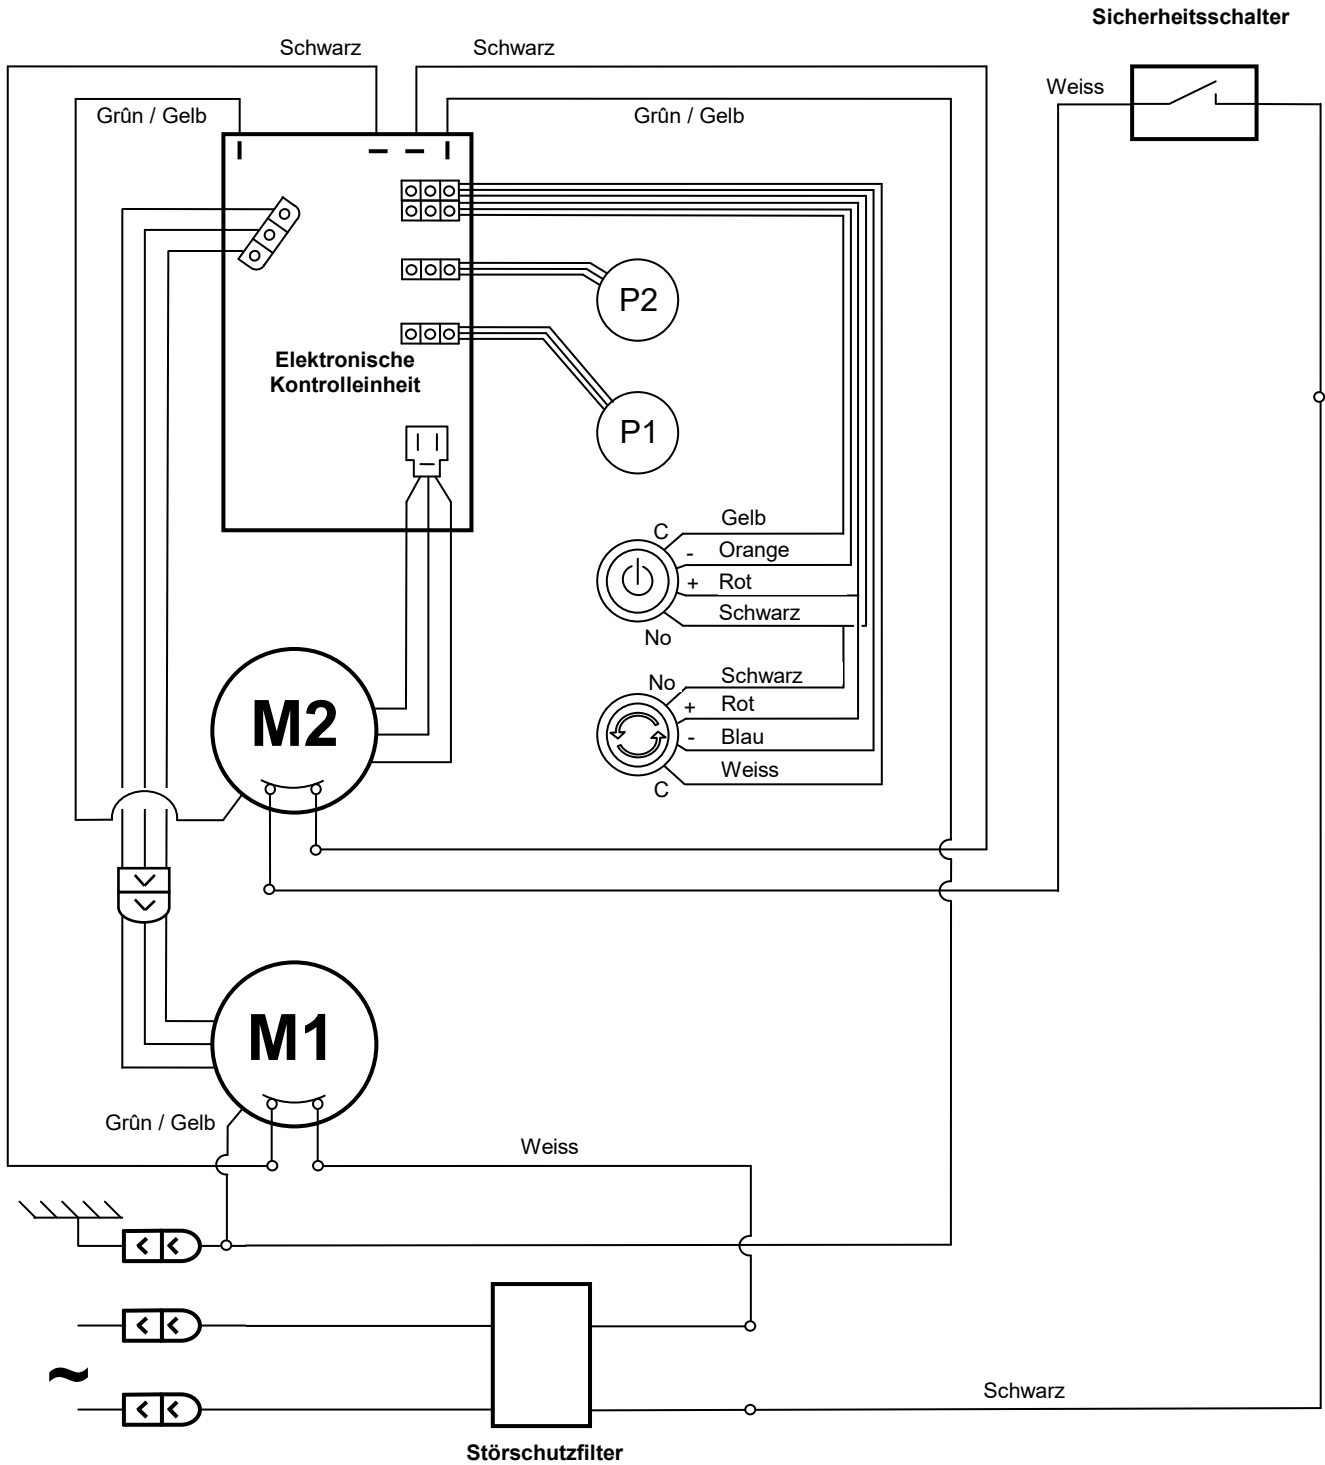 Sicherheitsschalter
Schwarz
Schwarz
Weiss
Grûn / Gelb
Grûn / Gelb
P2
Elektronische
Kontrolleinheit
P1
C
Gelb
- Orange
+ Rot
Schwarz
No
No
Schwarz
+ Rot
- Blau
Weiss
C
M2
M1
Grûn / Gelb
Weiss
~
Schwarz
Störschutzfilter